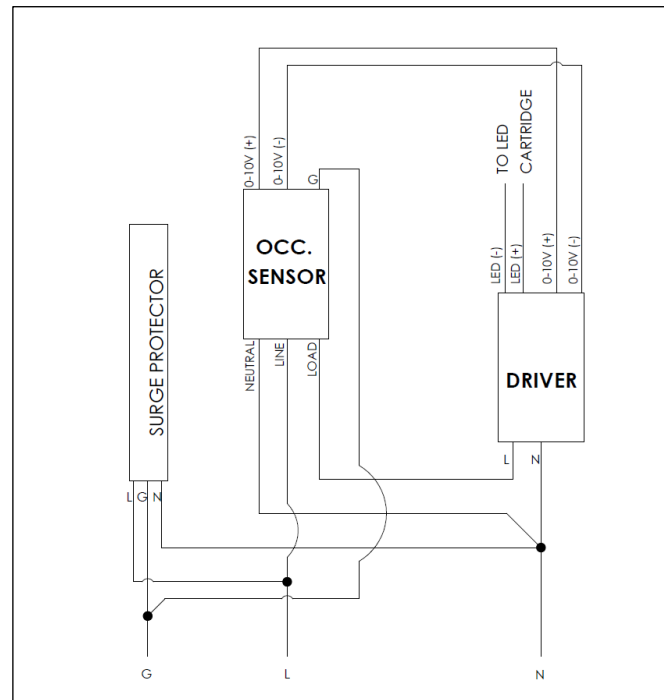 0-10V (+)
0-10V (-)
G
TO LED
CARTRIDGE
OCC.
SENSOR
LED (-)
LED (+)
0-10V (+)
0-10V (-)
SURGE PROTECTOR
NEUTRAL
LINE
LOAD
DRIVER
L
N
L
G
N
G
L
N